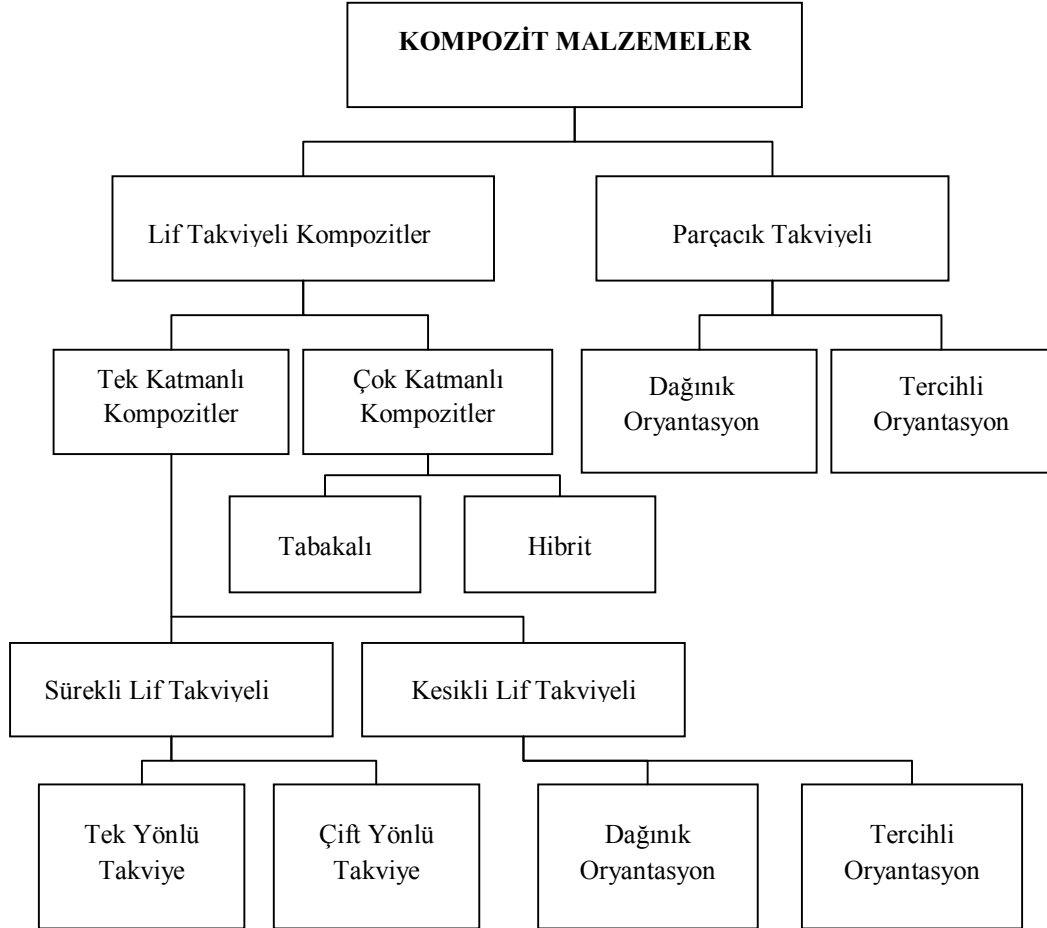 KOMPOZİT MALZEMELER
Lif Takviyeli Kompozitler
Parçacık Takviyeli
Tek Katmanlı
Kompozitler
Çok Katmanlı
Kompozitler
Dağınık
Oryantasyon
Tercihli
Oryantasyon
Tabakalı
Hibrit
Sürekli Lif Takviyeli
Kesikli Lif Takviyeli
Tek Yönlü
Takviye
Çift Yönlü
Takviye
Dağınık
Oryantasyon
Tercihli
Oryantasyon